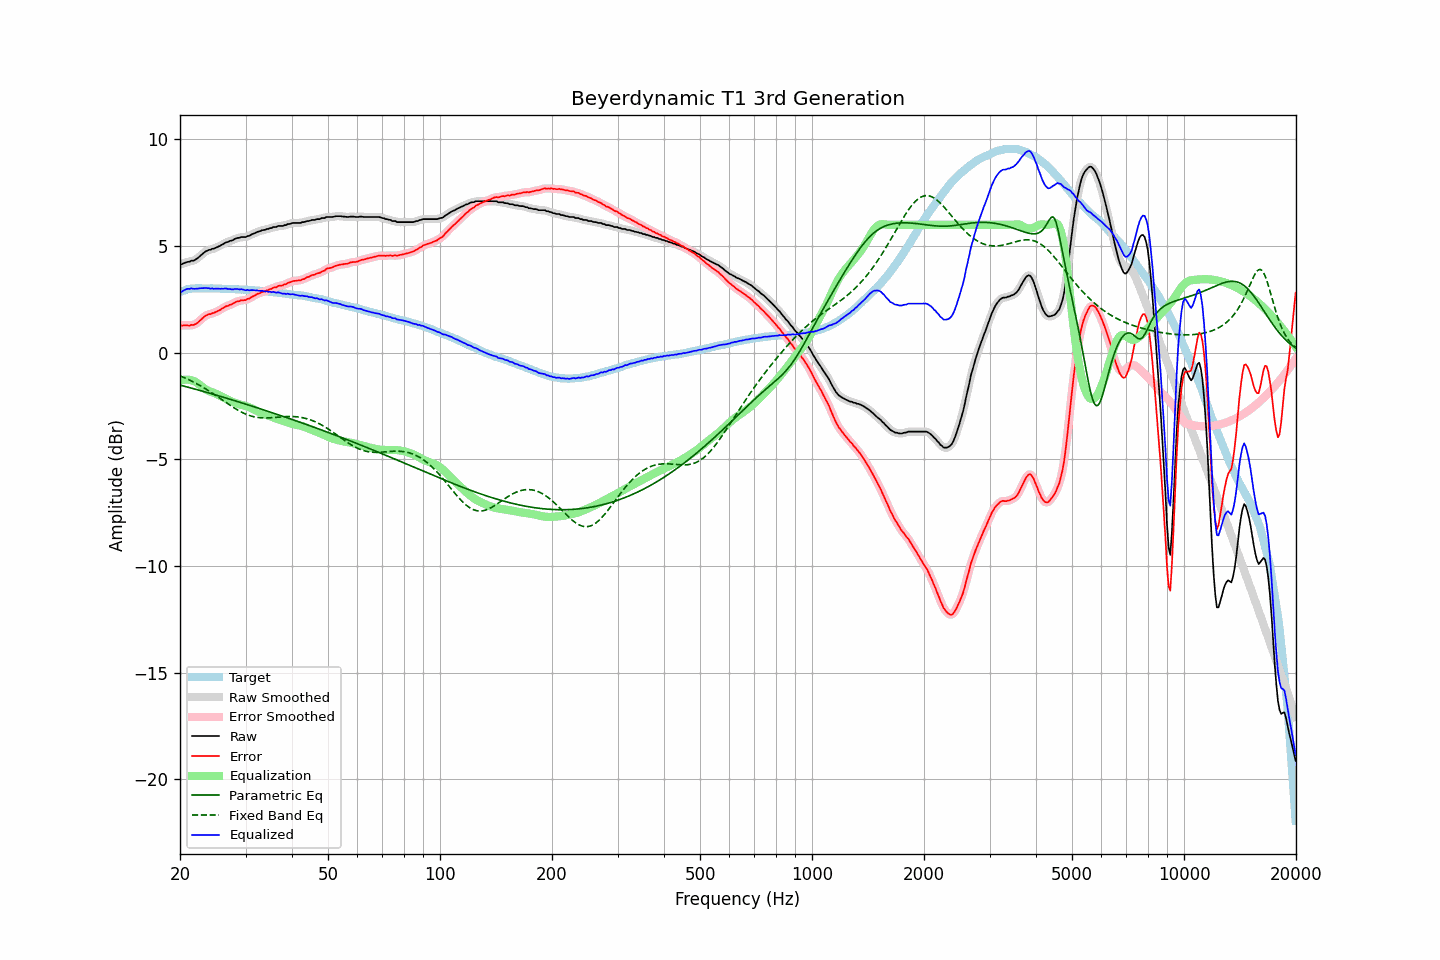 Beyerdynamic T1 3rd Generation
Amplitude (dBr)
10
5
0
−5
−10
−15
−20
Target
Raw Smoothed
Error Smoothed
Raw
Error
Equalization
Parametric Eq
Fixed Band Eq
Equalized
20 50 100 200 500 1000 2000 5000 10000 20000
Frequency (Hz)